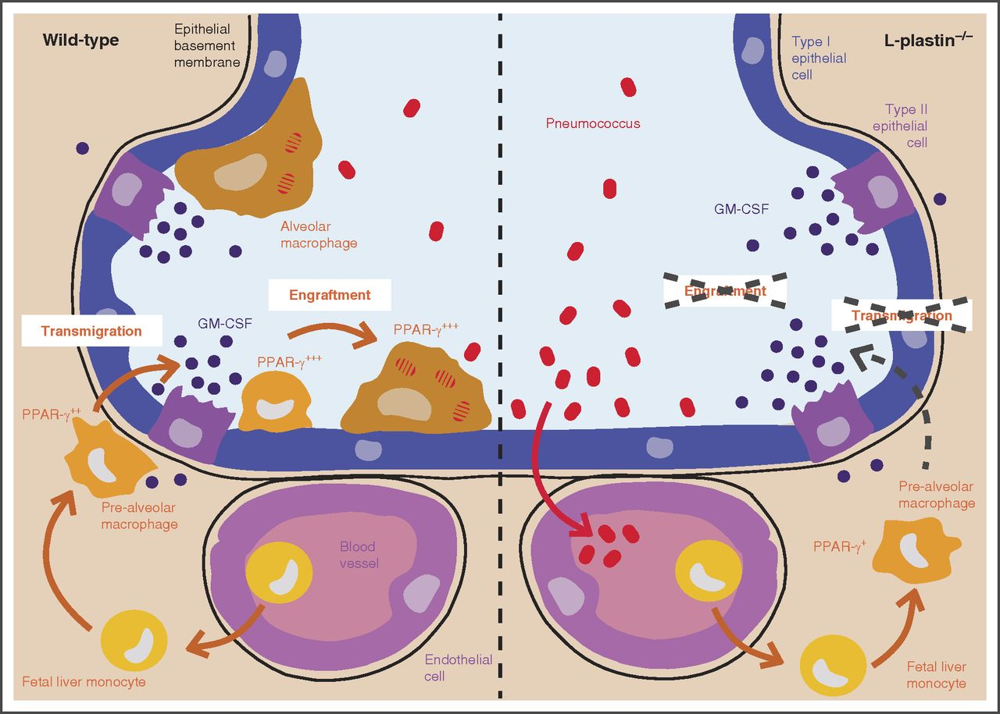 Wild-type
Epithelial
basement
membrane
Type I
epithelial
cell
L-plastin⁻/⁻
Type II
epithelial
cell
Pneumococcus
GM-CSF
Alveolar
macrophage
Engraftment
Engraftment
Transmigration
Transmigration
GM-CSF
PPAR-γ⁺⁺⁺
PPAR-γ⁺⁺⁺
PPAR-γ⁺⁺
Pre-alveolar
macrophage
Blood
vessel
Fetal liver monocyte
Endothelial
cell
Pre-alveolar
macrophage
PPAR-γ⁺
Fetal liver
monocyte